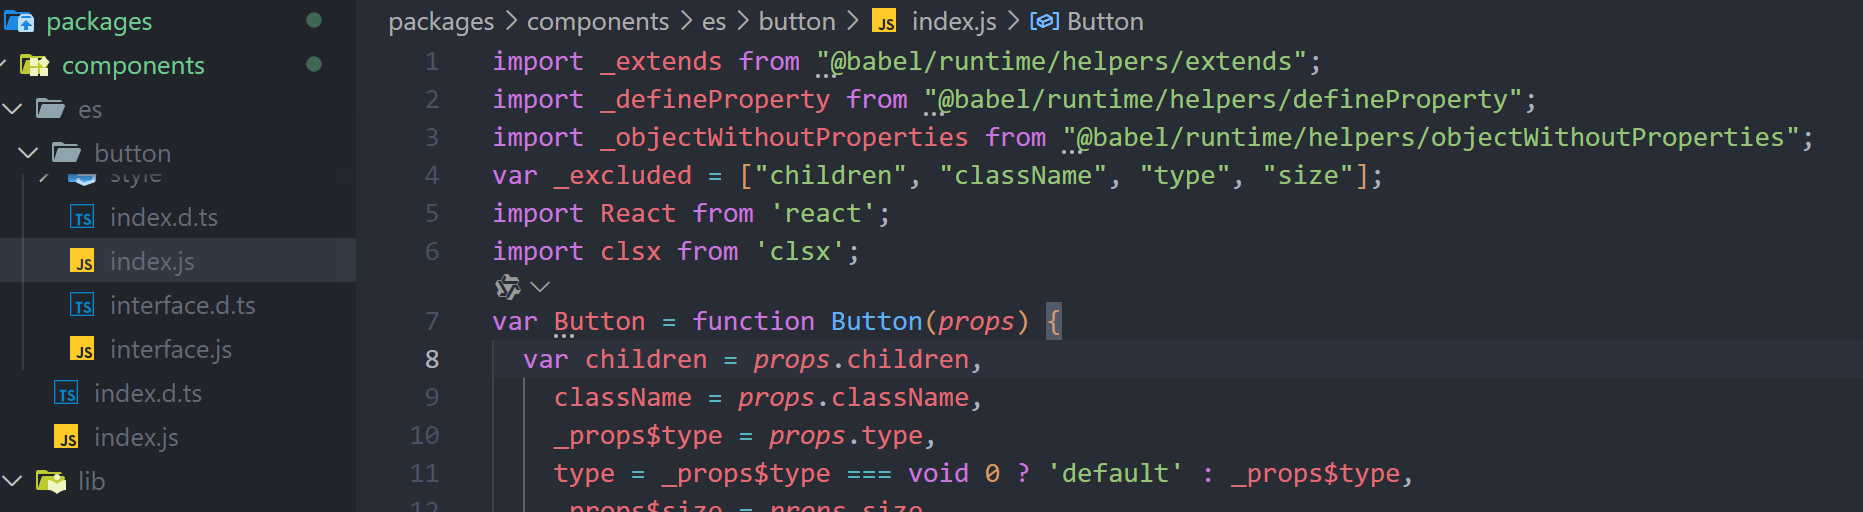 packages
components
es
button
style
index.d.ts
index.js
interface.d.ts
interface.js
index.d.ts
index.js
lib
packages > components > es > button > JS index.js > Button
1 import _extends from "@babel/runtime/helpers/extends";
2 import _defineProperty from "@babel/runtime/helpers/defineProperty";
3 import _objectWithoutProperties from "@babel/runtime/helpers/objectWithoutProperties";
4 var _excluded = ["children", "className", "type", "size"];
5 import React from 'react';
6 import clsx from 'clsx';
7 var Button = function Button(props) {
8 var children = props.children,
9 className = props.className,
10 _props$type = props.type,
11 type = _props$type === void 0 ? 'default' : _props$type,
12 _props$size = props.size